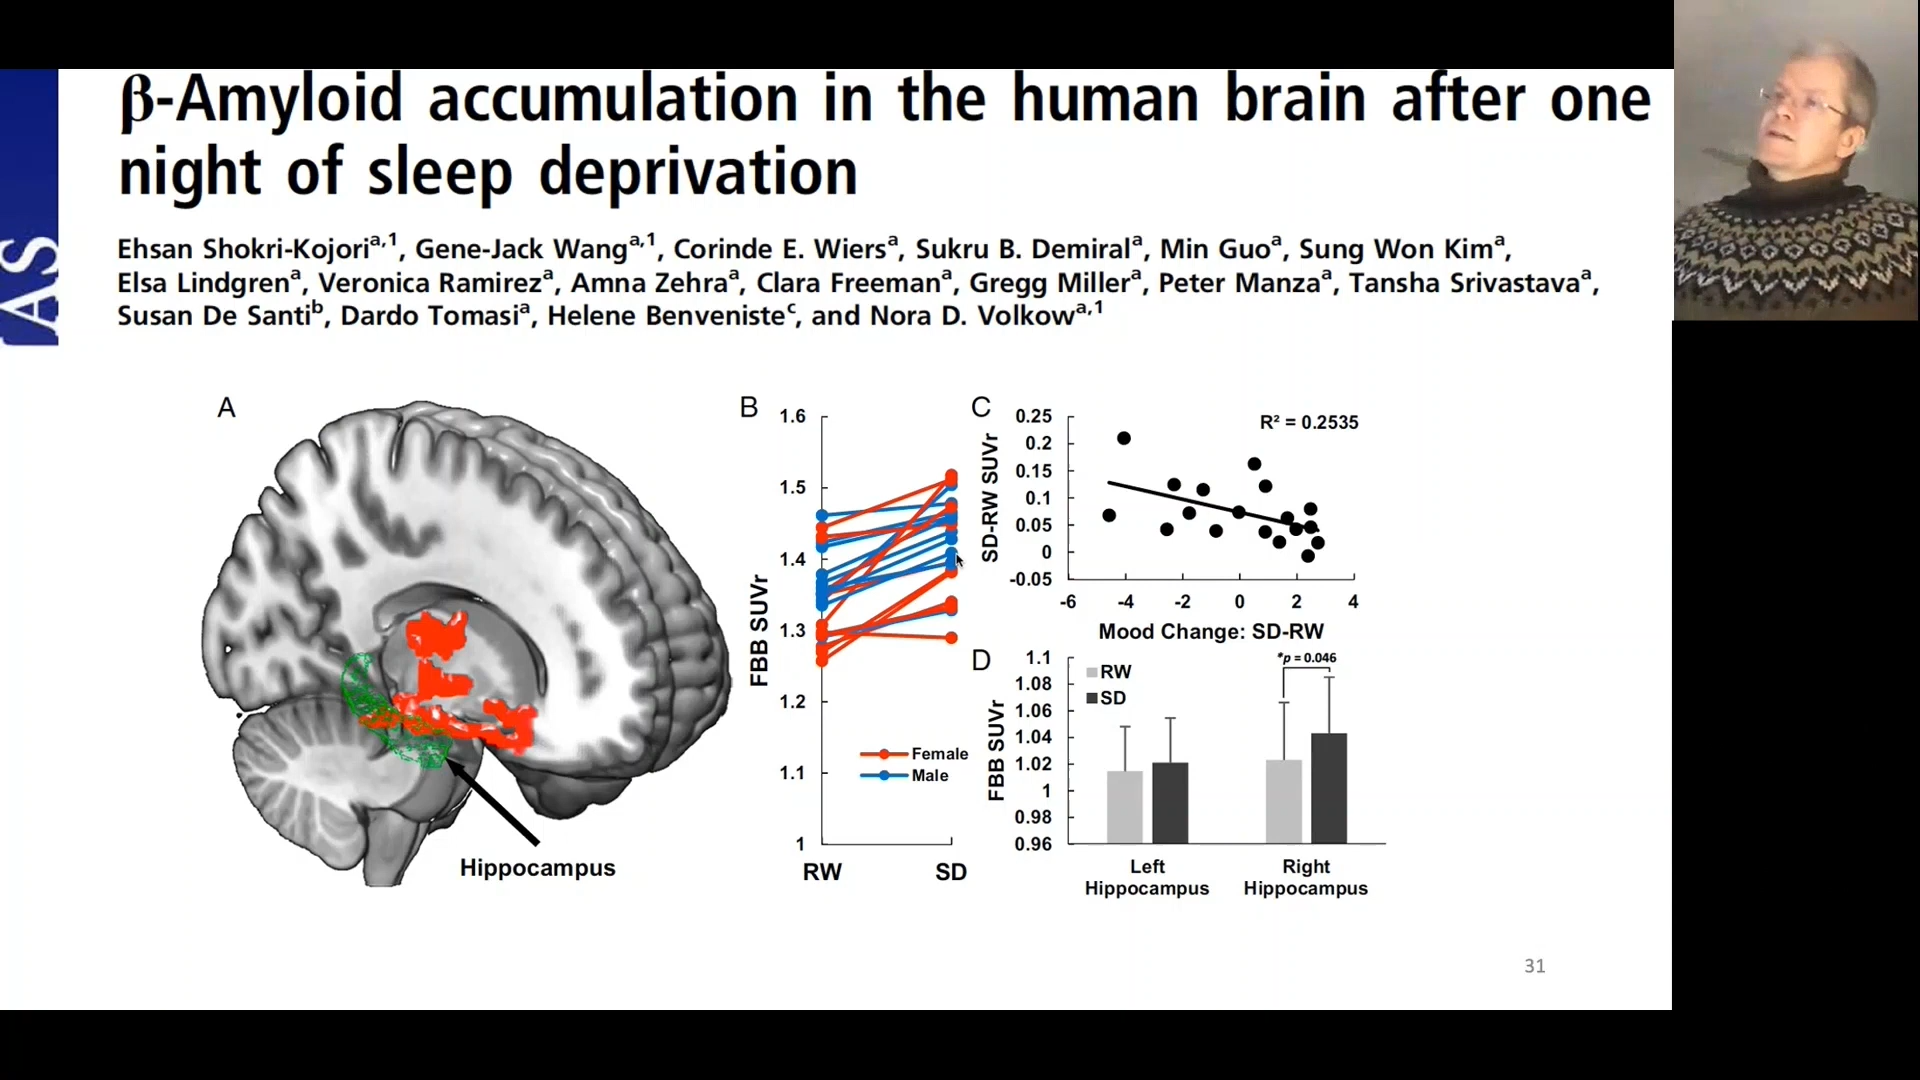 β-Amyloid accumulation in the human brain after one
night of sleep deprivation
AS
Ehsan Shokri-Kojori^a,1, Gene-Jack Wang^a,1, Corinde E. Wiers^a, Sukru B. Demiral^a, Min Guo^a, Sung Won Kim^a,
Elsa Lindgren^a, Veronica Ramirez^a, Amna Zehra^a, Clara Freeman^a, Gregg Miller^a, Peter Manza^a, Tansha Srivastava^a,
Susan De Santi^b, Dardo Tomasi^a, Helene Benveniste^c, and Nora D. Volkow^a,1
A
Hippocampus
B
FBB SUVr
1.6
1.5
1.4
1.3
1.2
1.1
1
Female
Male
RW SD
C
SD-RW SUVr
R² = 0.2535
0.25
0.2
0.15
0.1
0.05
0
-0.05
-6 -4 -2 0 2 4
Mood Change: SD-RW
D
FBB SUVr
1.1
1.08
1.06
1.04
1.02
1
0.98
0.96
RW
SD
*p = 0.046
Left
Hippocampus
Right
Hippocampus
31